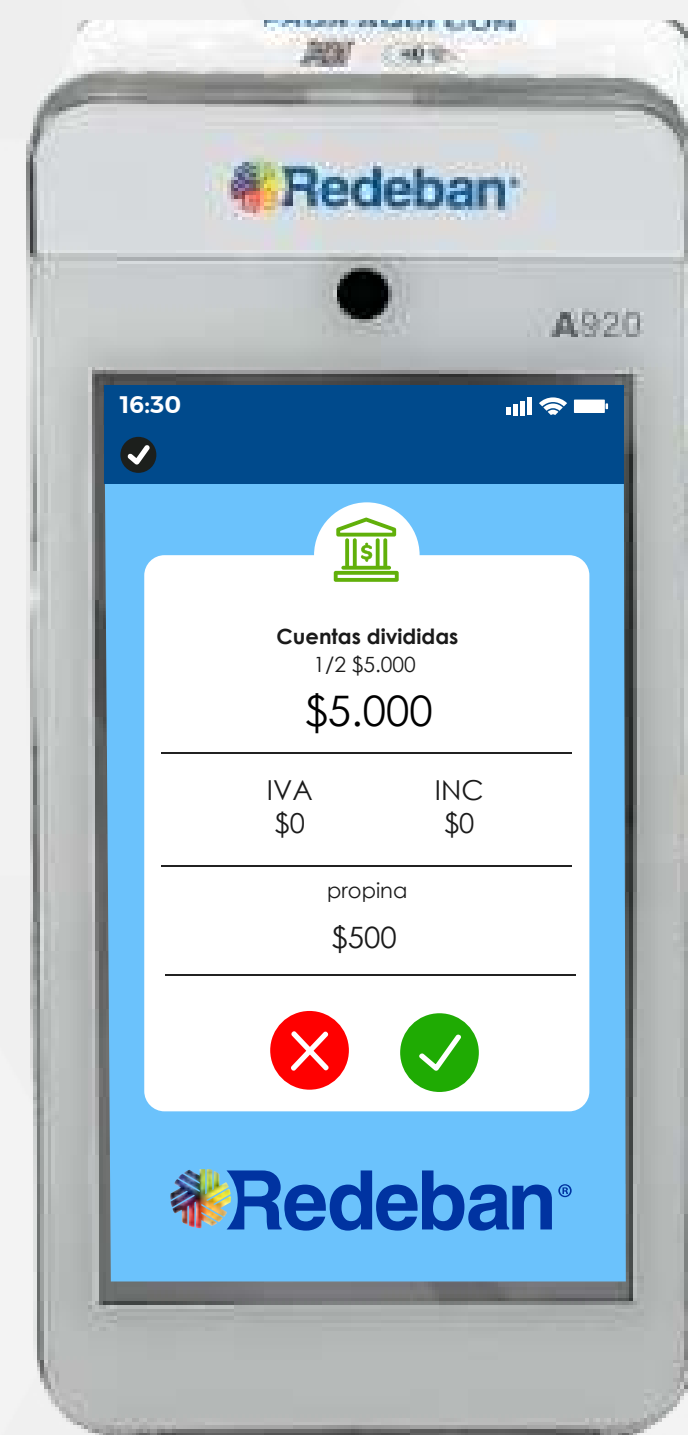 Redeban
A920
16:30
$
Cuentas divididas
1/2 $5.000
$5.000
IVA INC
$0 $0
propina
$500
Redeban®